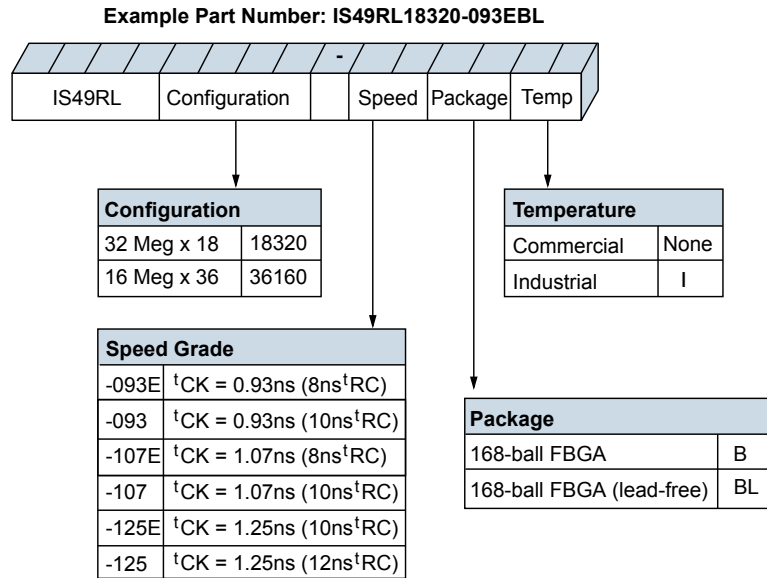 Example Part Number: IS49RL18320-093EBL
-
IS49RL Configuration Speed Package Temp
Configuration
32 Meg x 18 18320
16 Meg x 36 36160
Temperature
Commercial None
Industrial I
Speed Grade
-093E tCK = 0.93ns (8nstRC)
-093 tCK = 0.93ns (10nstRC)
-107E tCK = 1.07ns (8nstRC)
-107 tCK = 1.07ns (10nstRC)
-125E tCK = 1.25ns (10nstRC)
-125 tCK = 1.25ns (12nstRC)
Package
168-ball FBGA B
168-ball FBGA (lead-free) BL